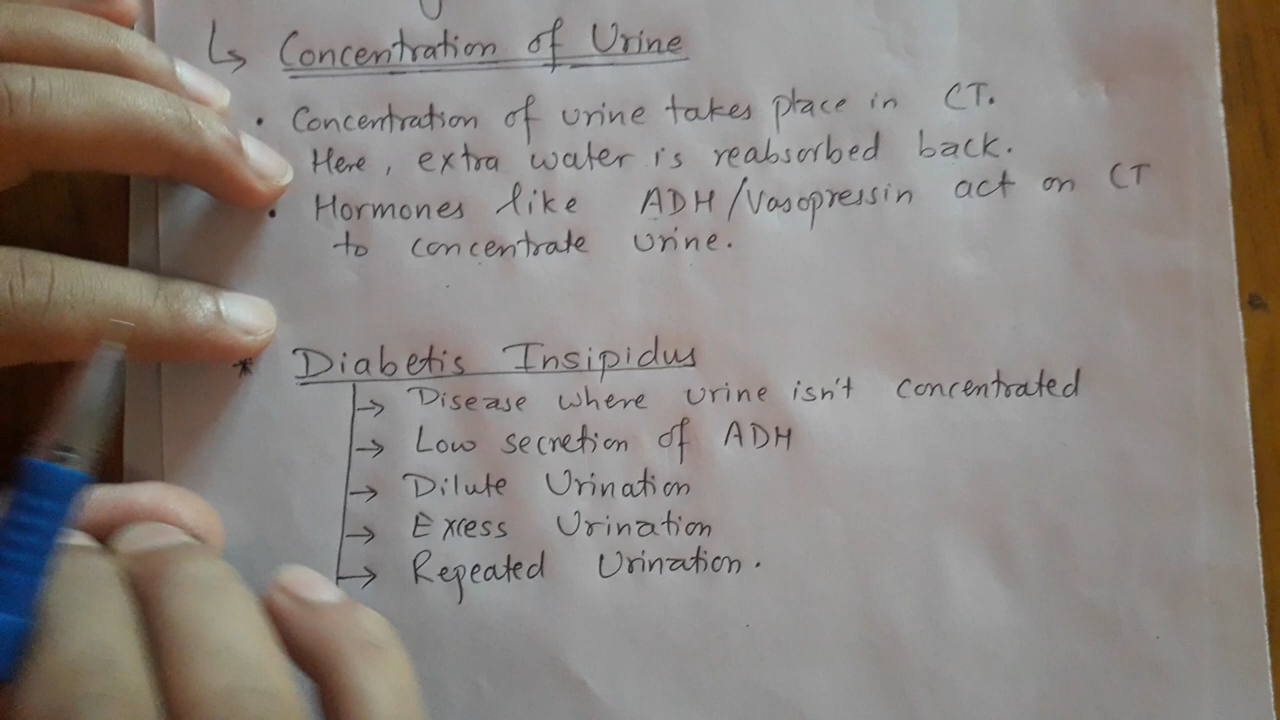 ↳ Concentration of Urine
• Concentration of urine takes place in CT.
Here, extra water is reabsorbed back.
• Hormones like ADH/Vasopressin act on CT
to concentrate urine.
* Diabetis Insipidus
→ Disease where urine isn't concentrated
→ Low secretion of ADH
→ Dilute Urination
→ Excess Urination
→ Repeated Urination.